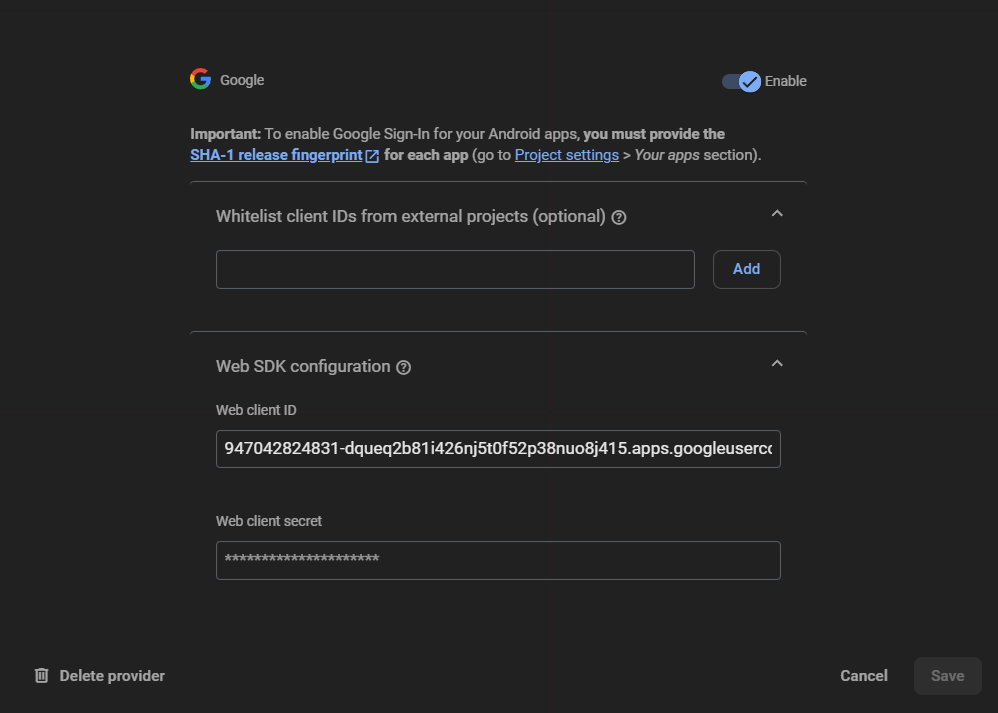 Google
Enable
Important: To enable Google Sign-In for your Android apps, you must provide the
SHA-1 release fingerprint for each app (go to Project settings > Your apps section).
Whitelist client IDs from external projects (optional)
Add
Web SDK configuration
Web client ID
947042824831-dqueq2b81i426nj5t0f52p38nuo8j415.apps.googleuserc
Web client secret
*********************
Delete provider
Cancel
Save